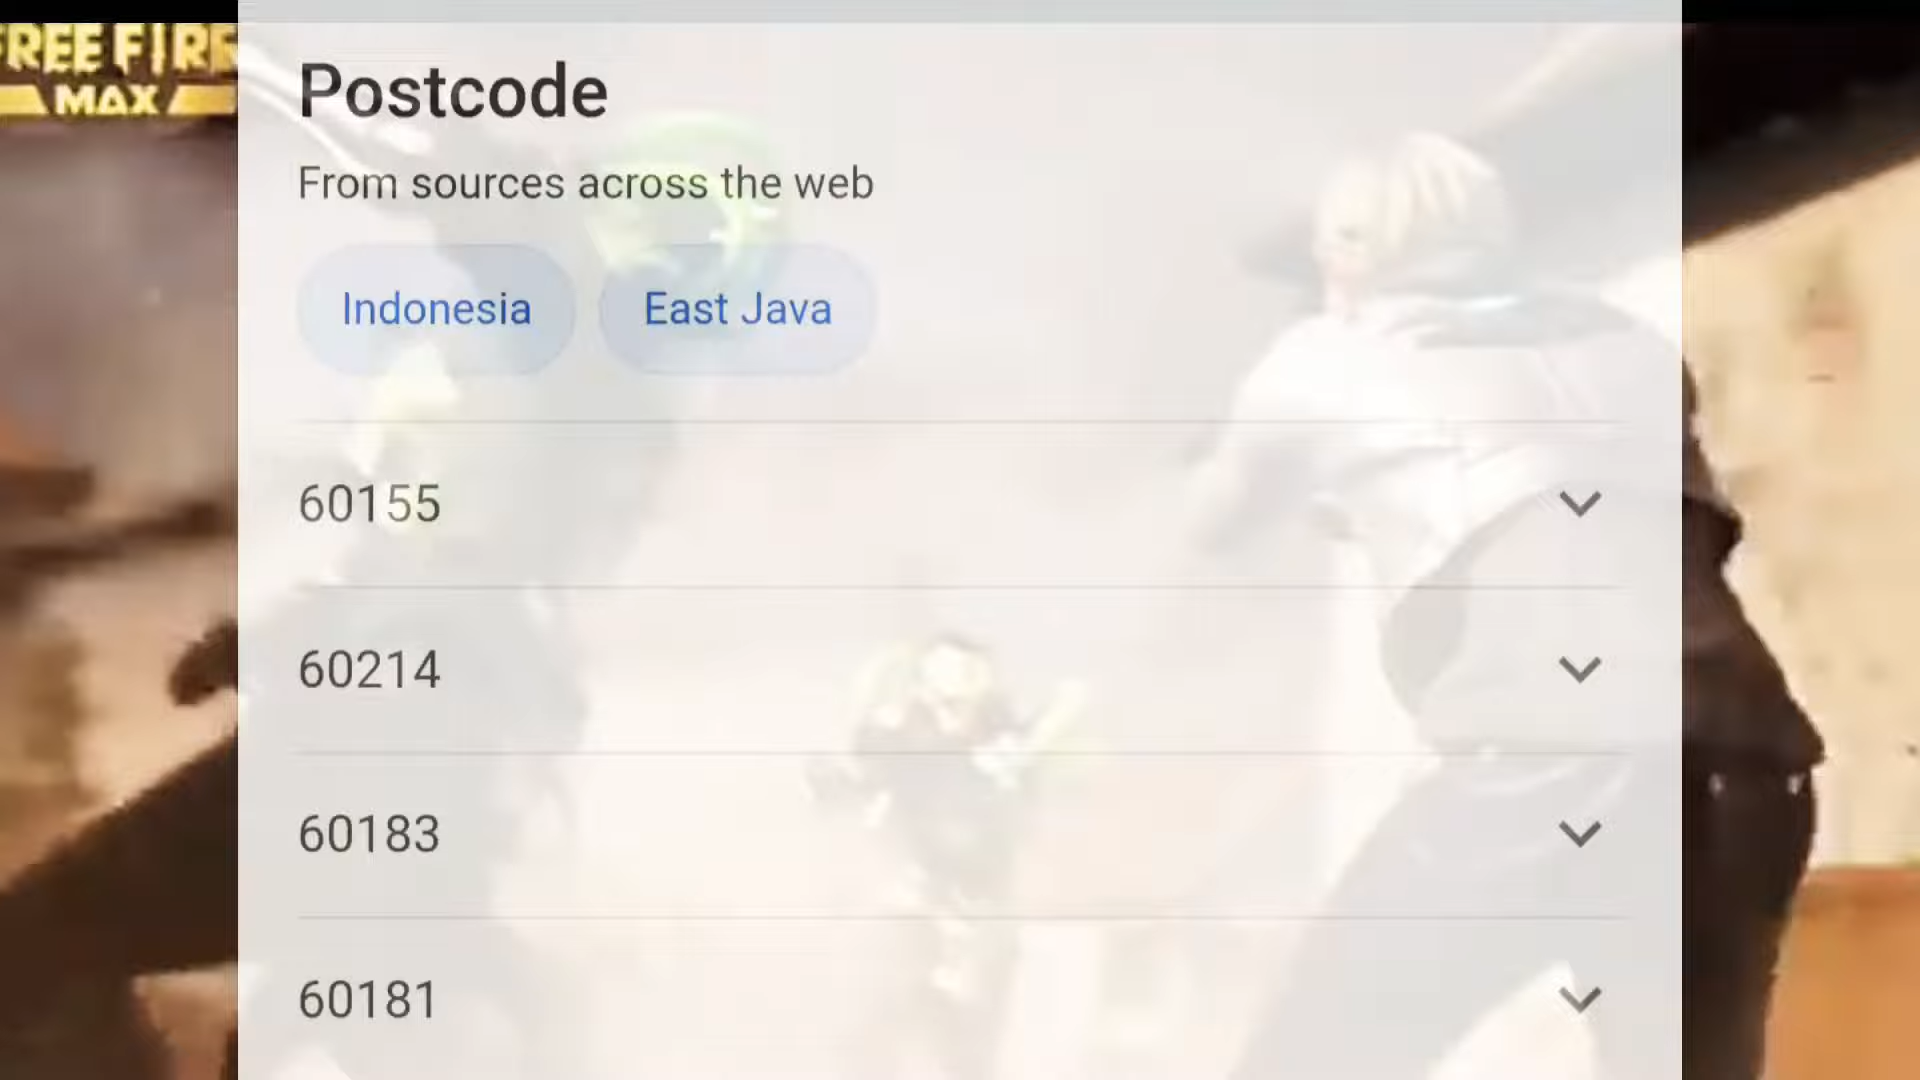 FREE FIRE
MAX
Postcode
From sources across the web
Indonesia
East Java
60155
60214
60183
60181